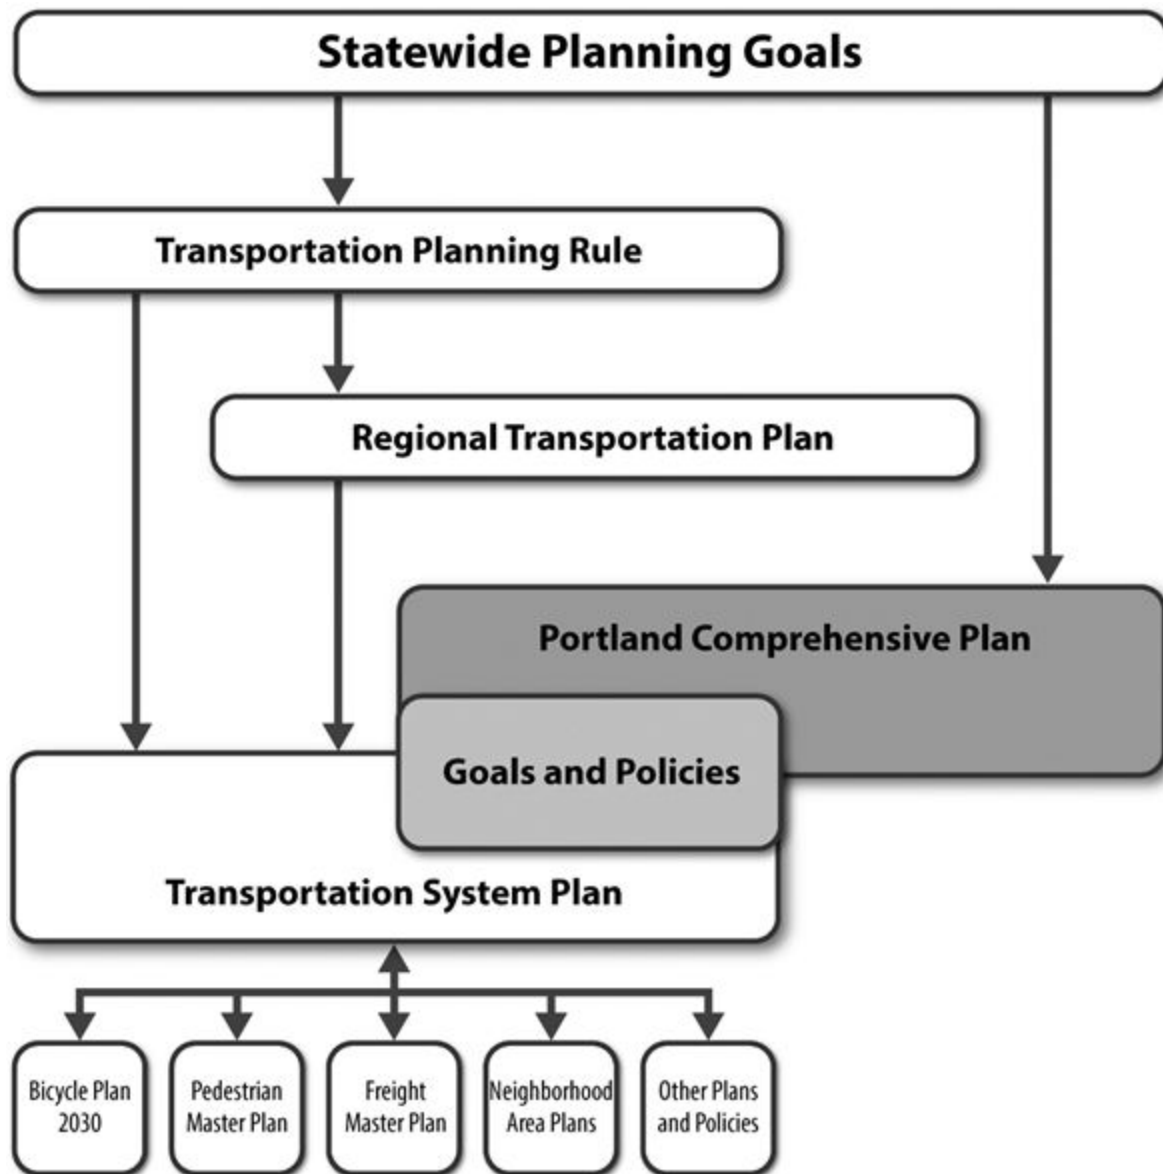 Statewide Planning Goals
Transportation Planning Rule
Regional Transportation Plan
Portland Comprehensive Plan
Goals and Policies
Transportation System Plan
Bicycle Plan
2030
Pedestrian
Master Plan
Freight
Master Plan
Neighborhood
Area Plans
Other Plans
and Policies